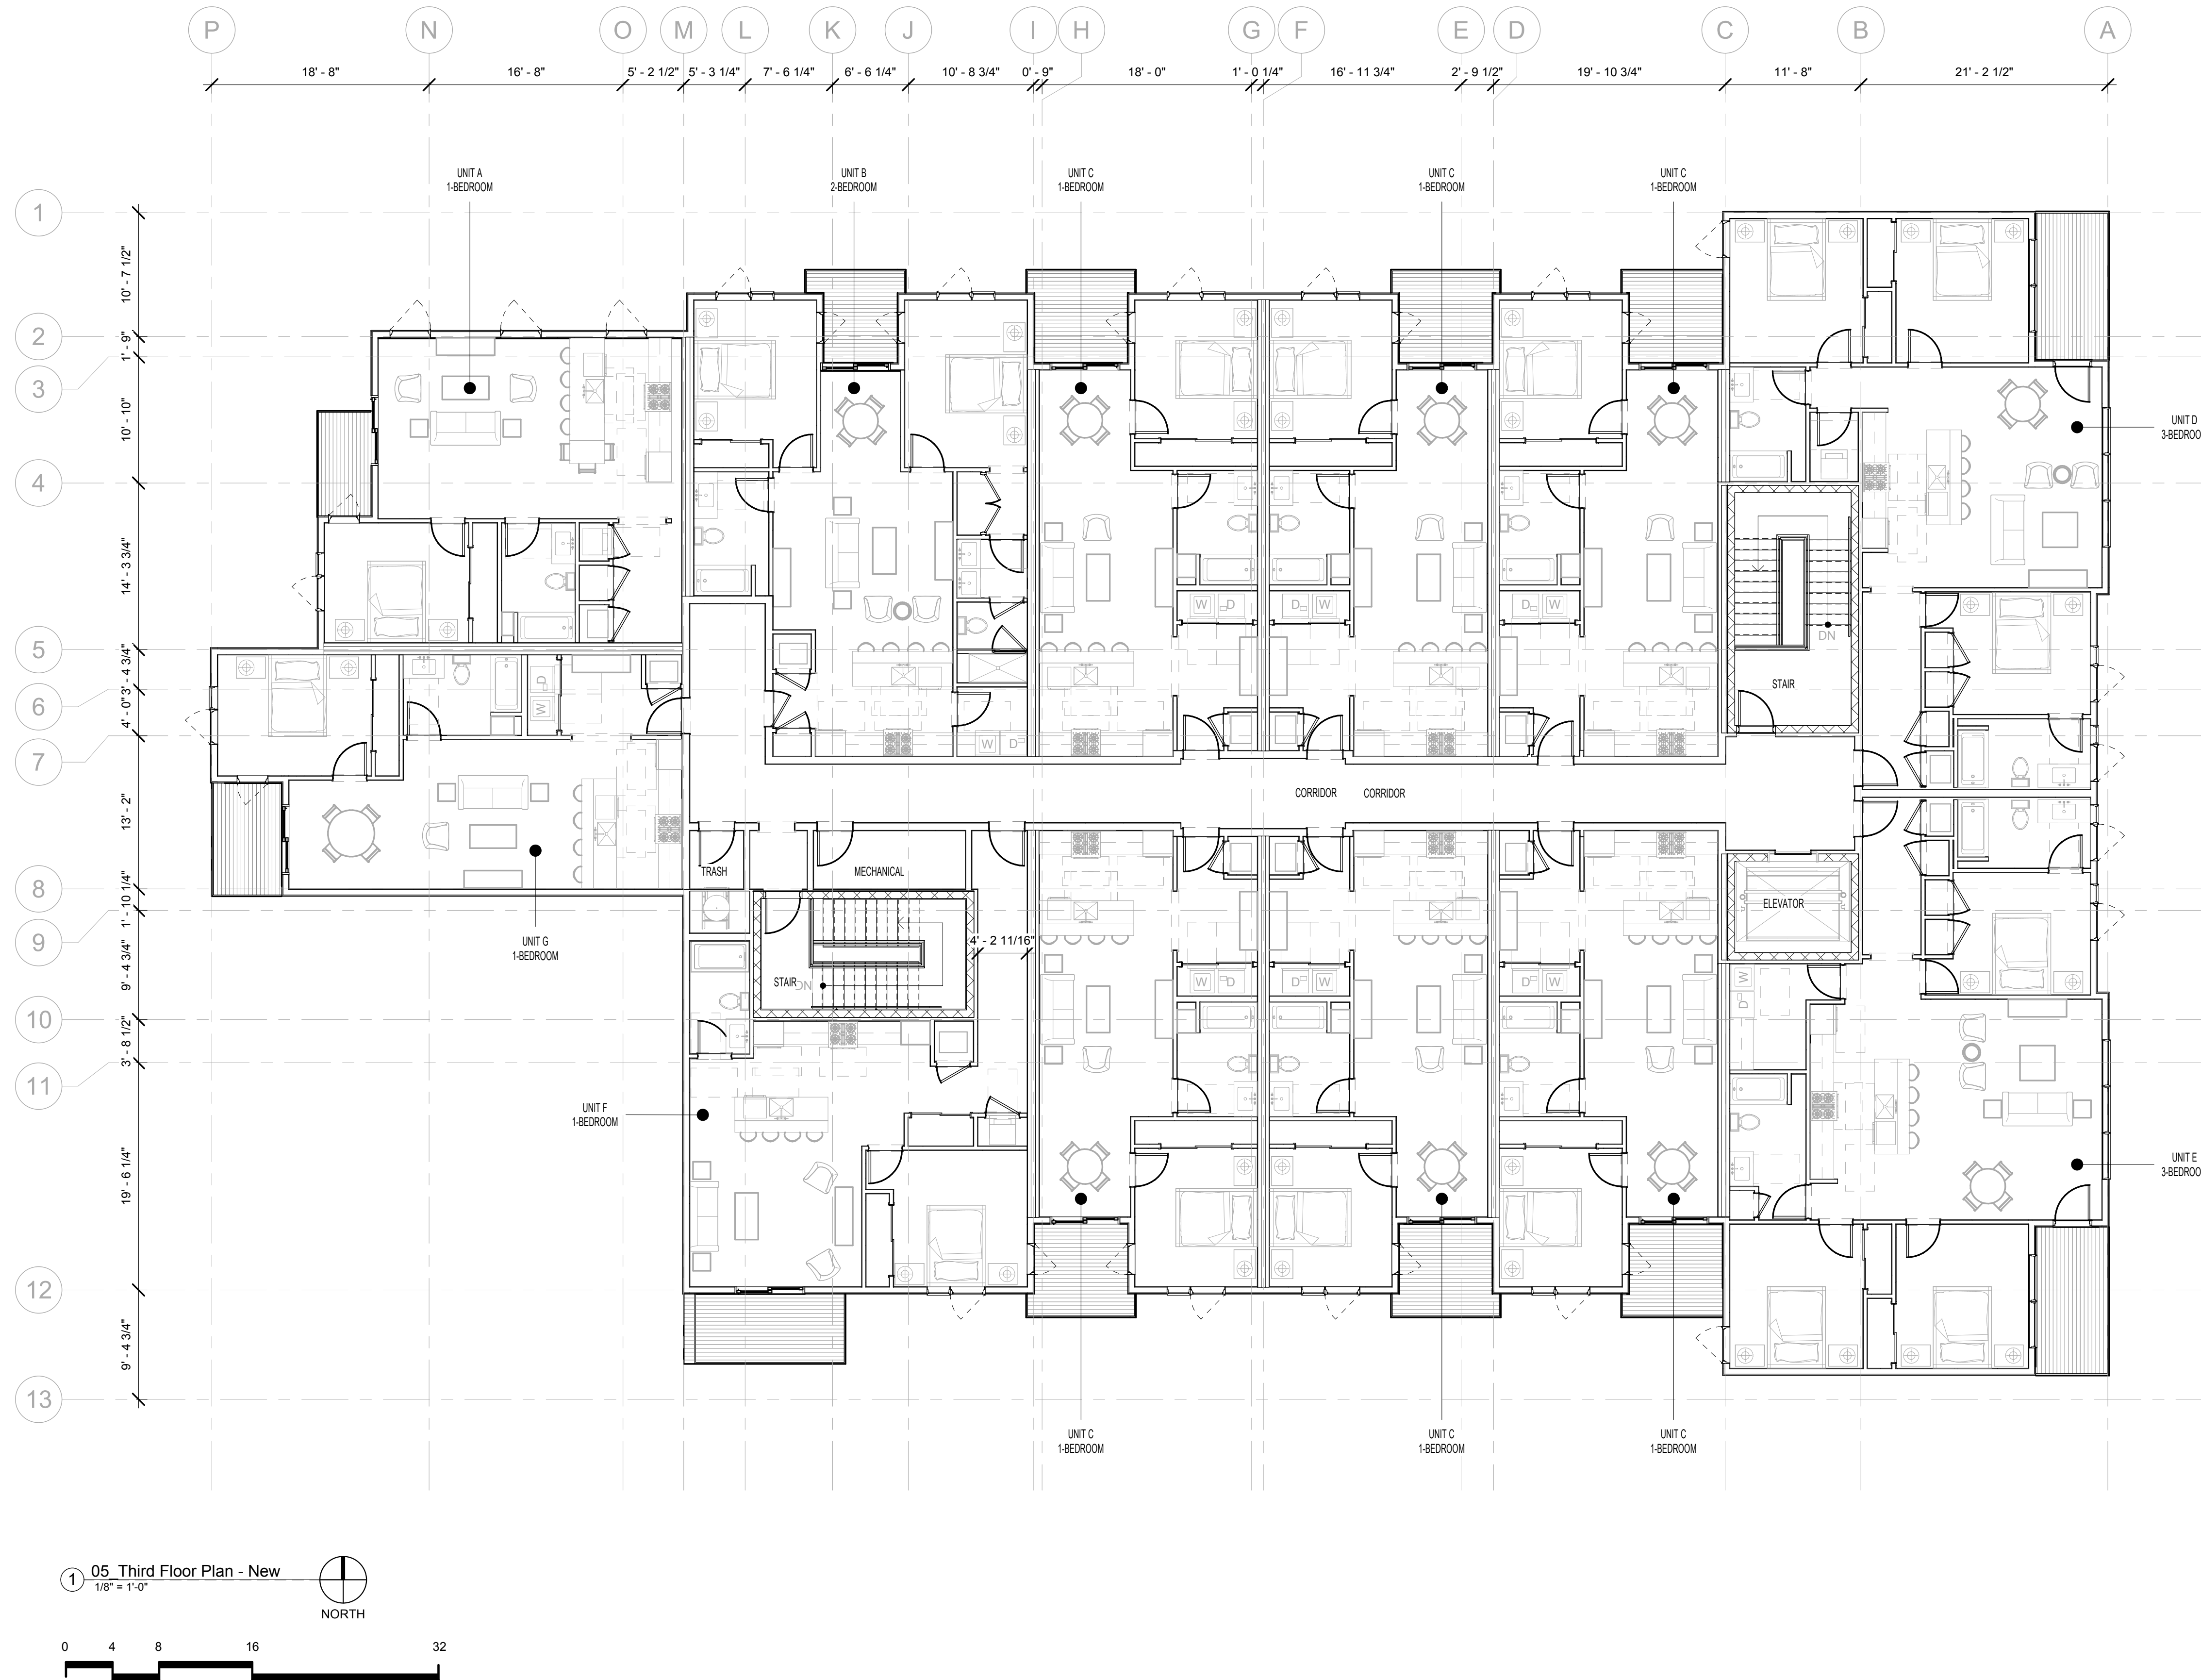 P N O M L K J I H G F E D C B A
18' - 8" 16' - 8" 5' - 2 1/2" 5' - 3 1/4" 7' - 6 1/4" 6' - 6 1/4" 10' - 8 3/4" 0' - 9" 18' - 0" 1' - 0 1/4" 16' - 11 3/4" 2' - 9 1/2" 19' - 10 3/4" 11' - 8" 21' - 2 1/2"
UNIT A
1-BEDROOM
UNIT B
2-BEDROOM
UNIT C
1-BEDROOM
UNIT C
1-BEDROOM
UNIT C
1-BEDROOM
1
10' - 7 1/2"
2
1' - 9"
3
10' - 10"
UNIT D
3-BEDROO
4
14' - 3 3/4"
D W
D W
D W
DN
5
3' - 4 3/4"
STAIR
6
4' - 0"
D
W
7
W D
13' - 2"
CORRIDOR CORRIDOR
TRASH
MECHANICAL
8
1' - 10 1/4"
ELEVATOR
9
UNIT G
1-BEDROOM
4' - 2 11/16"
9' - 4 3/4"
STAIR
DN
W D
D W
D W
W
D
10
3' - 8 1/2"
11
UNIT F
1-BEDROOM
19' - 6 1/4"
UNIT E
3-BEDROO
12
9' - 4 3/4"
13
UNIT C
1-BEDROOM
UNIT C
1-BEDROOM
UNIT C
1-BEDROOM
1 05_Third Floor Plan - New
1/8" = 1'-0"
NORTH
0 4 8 16 32